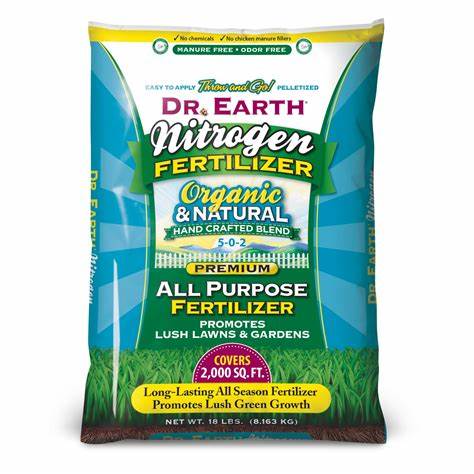 ✓ No chemicals ✓ No chicken manure fillers
MANURE FREE • ODOR FREE
EASY TO APPLY Throw and Go! PELLETIZED
DR. EARTH®
Nitrogen
FERTILIZER
Organic
& NATURAL
HAND CRAFTED BLEND
5-0-2
PREMIUM
ALL PURPOSE
FERTILIZER
PROMOTES
LUSH LAWNS & GARDENS
COVERS
2,000 SQ. FT.
Long-Lasting All Season Fertilizer
Promotes Lush Green Growth
NET WT. 18 LBS. (8.163 KG)
DR. EARTH Nitrogen
DR. EARTH Nitrogen